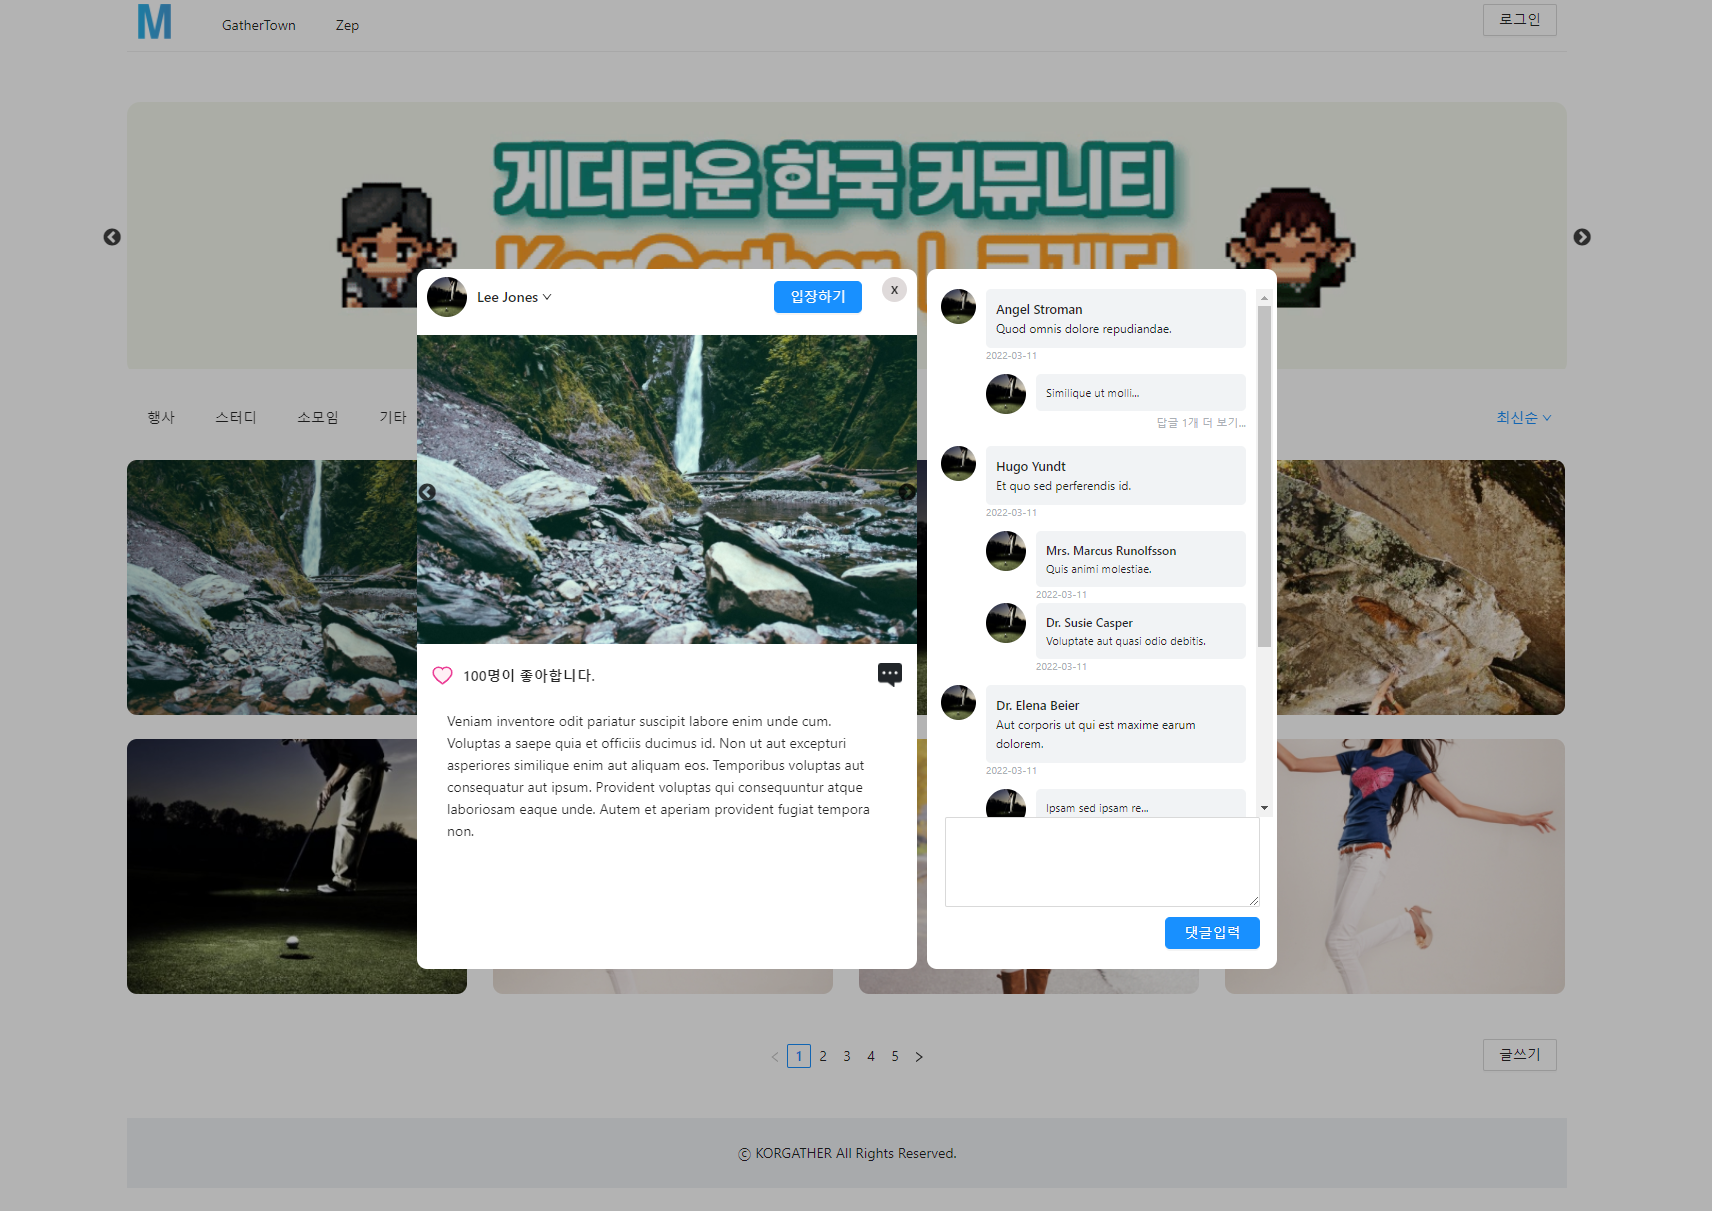 M
GatherTown
Zep
로그인
게더타운 한국 커뮤니티
행사
스터디
소모임
기타
최신순
Lee Jones
입장하기
x
100명이 좋아합니다.
Veniam inventore odit pariatur suscipit labore enim unde cum.
Voluptas a saepe quia et officiis ducimus id. Non ut aut excepturi
asperiores similique enim aut aliquam eos. Temporibus voluptas aut
consequatur aut ipsum. Provident voluptas qui consequuntur atque
laboriosam eaque unde. Autem et aperiam provident fugiat tempora
non.
Angel Stroman
Quod omnis dolore repudiandae.
2022-03-11
Similique ut molli...
답글 1개 더 보기...
Hugo Yundt
Et quo sed perferendis id.
2022-03-11
Mrs. Marcus Runolfsson
Quis animi molestiae.
2022-03-11
Dr. Susie Casper
Voluptate aut quasi odio debitis.
2022-03-11
Dr. Elena Beier
Aut corporis ut qui est maxime earum
dolorem.
2022-03-11
Ipsam sed ipsam re...
댓글입력
< 1 2 3 4 5 >
글쓰기
ⓒ KORGATHER All Rights Reserved.